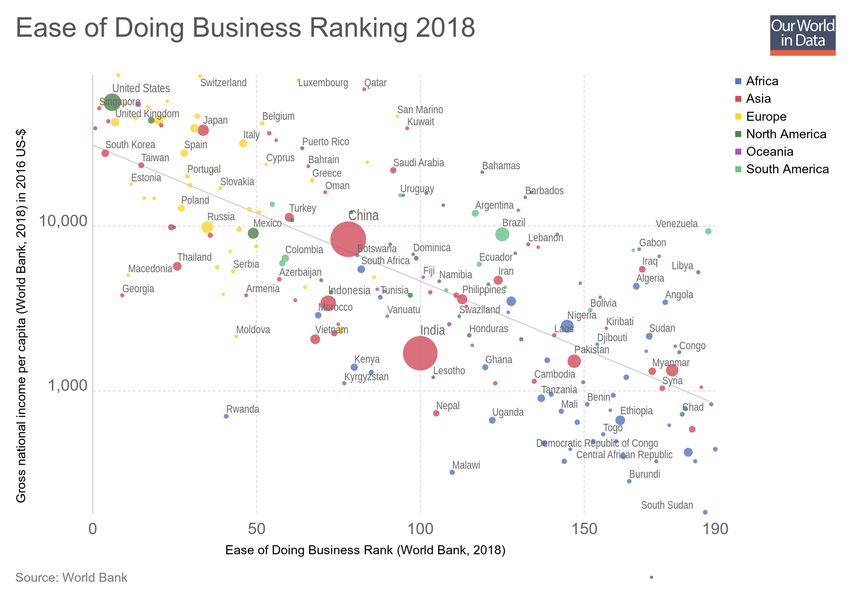 Ease of Doing Business Ranking 2018
Our World
in Data
Switzerland
Luxembourg
Qatar
United States
Singapore
United Kingdom
Japan
Belgium
San Marino
Kuwait
South Korea
Spain
Italy
Puerto Rico
Taiwan
Cyprus
Bahrain
Saudi Arabia
Bahamas
Estonia
Portugal
Slovakia
Greece
Oman
Uruguay
Barbados
Poland
Russia
Mexico
Turkey
China
Argentina
Brazil
Venezuela
10,000
Botswana
Dominica
Lebanon
Gabon
Macedonia
Thailand
Serbia
Colombia
South Africa
Ecuador
Iraq
Libya
Azerbaijan
Fiji
Namibia
Iran
Algeria
Georgia
Armenia
Indonesia
Tunisia
Philippines
Angola
Morocco
Vanuatu
Swaziland
Bolivia
Moldova
Vietnam
India
Honduras
Nigeria
Laos
Kiribati
Djibouti
Sudan
Congo
Kenya
Lesotho
Ghana
Pakistan
Myanmar
Kyrgyzstan
Cambodia
Syria
1,000
Rwanda
Nepal
Uganda
Tanzania
Mali
Benin
Ethiopia
Chad
Togo
Democratic Republic of Congo
Malawi
Central African Republic
Burundi
South Sudan
0
50
100
150
190
Ease of Doing Business Rank (World Bank, 2018)
Gross national income per capita (World Bank, 2018) in 2016 US-$
Africa
Asia
Europe
North America
Oceania
South America
Source: World Bank